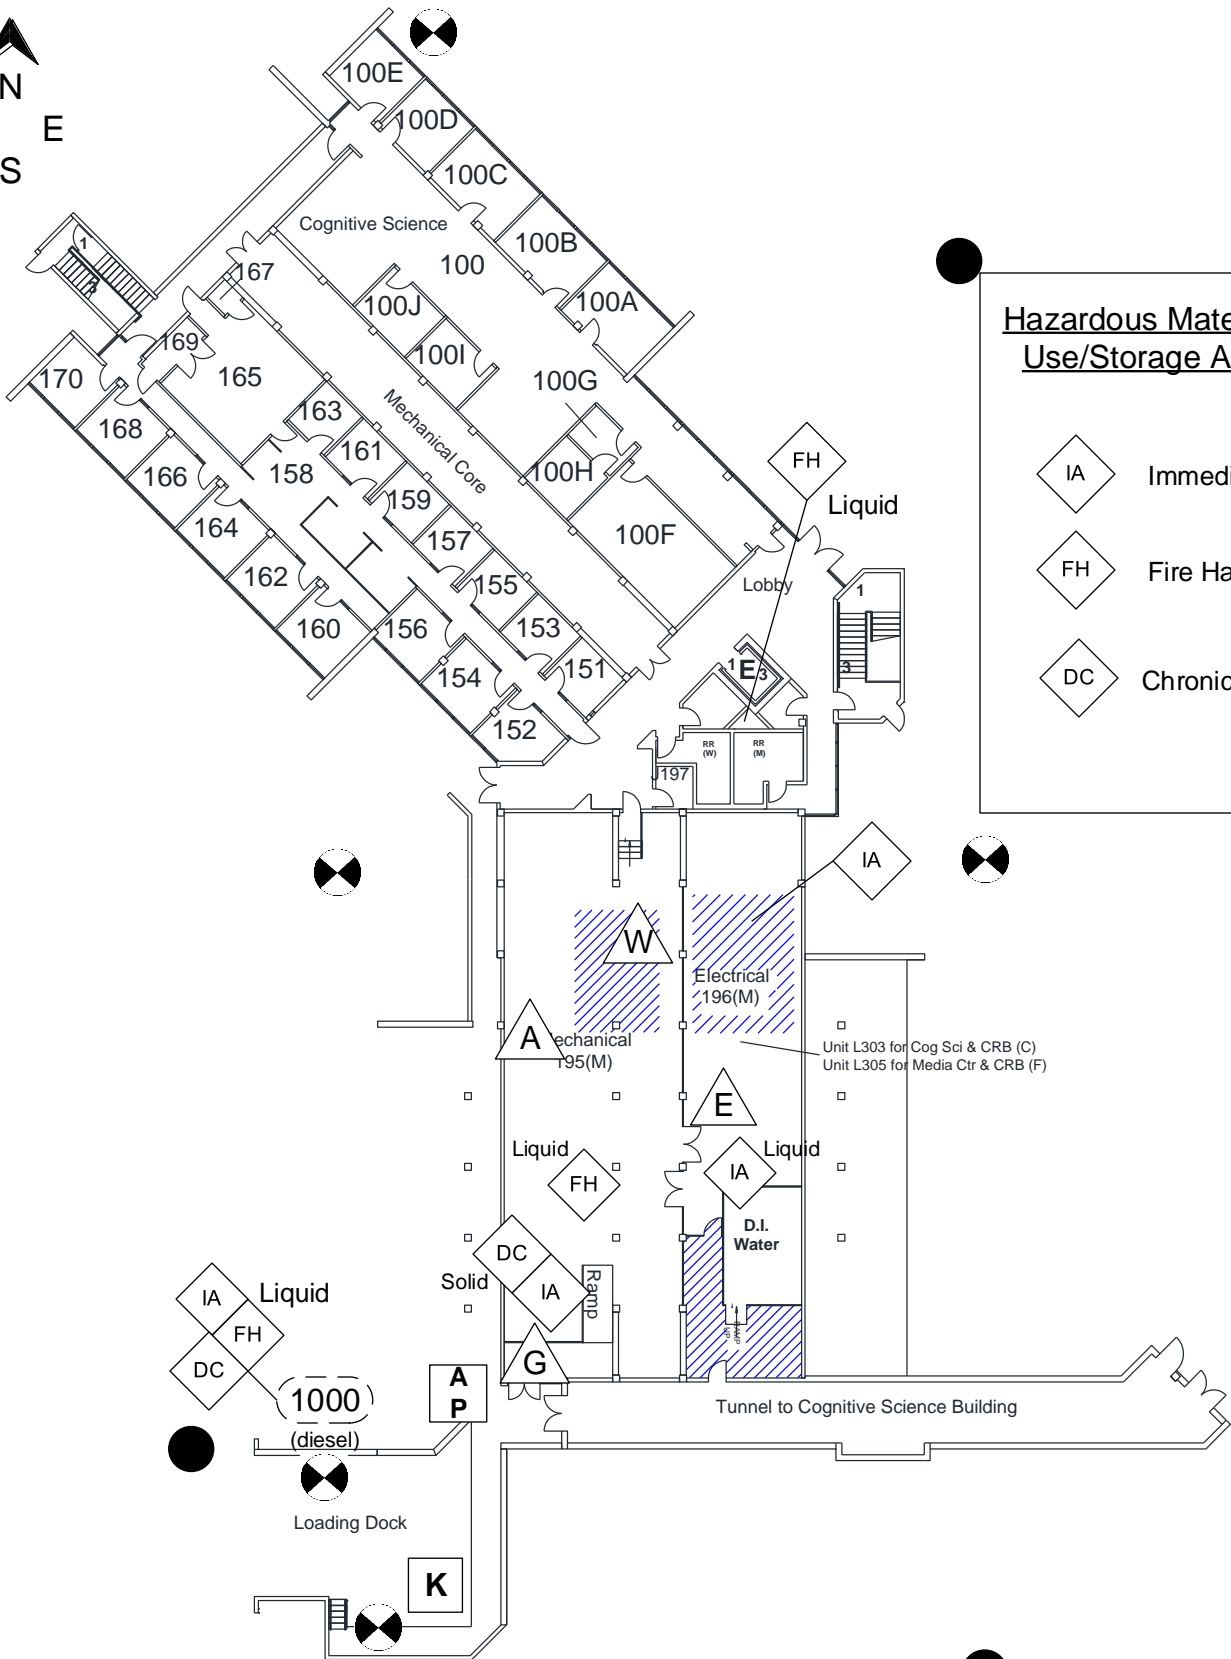 N
E
S
100E
100D
100C
Cognitive Science
100B
100
1
167
100J
100A
3
169
100I
170
165
100G
163
Mechanical Core
168
161
100H
166
158
159
100F
164
157
162
155
Lobby
160
156
153
154
151
152
FH
Liquid
1
3
1 E 3
RR
(W)
RR
(M)
197
Hazardous Mate
Use/Storage A
IA
Immedi
FH
Fire Ha
DC
Chronic
IA
W
Electrical
196(M)
A
echanical
195(M)
Unit L303 for Cog Sci & CRB (C)
Unit L305 for Media Ctr & CRB (F)
E
Liquid
FH
IA
Liquid
D.I.
Water
DC
Solid
IA
Ramp
RAMP
UP
G
IA
Liquid
FH
DC
1000
(diesel)
A
P
Tunnel to Cognitive Science Building
Loading Dock
K